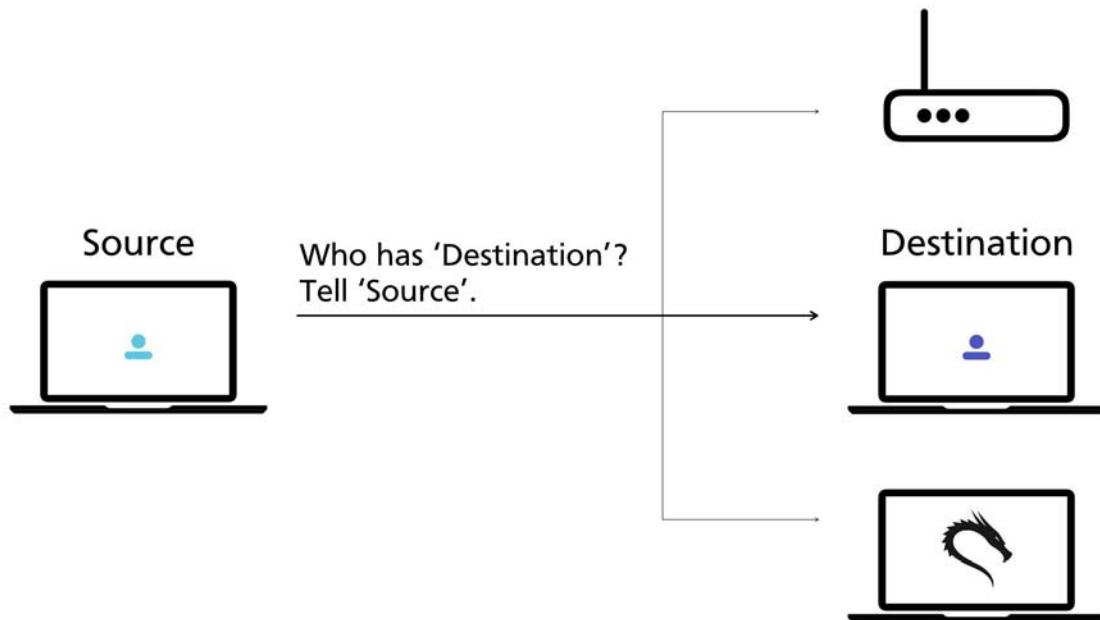 Source
Who has ‘Destination’?
Tell ‘Source’.
Destination